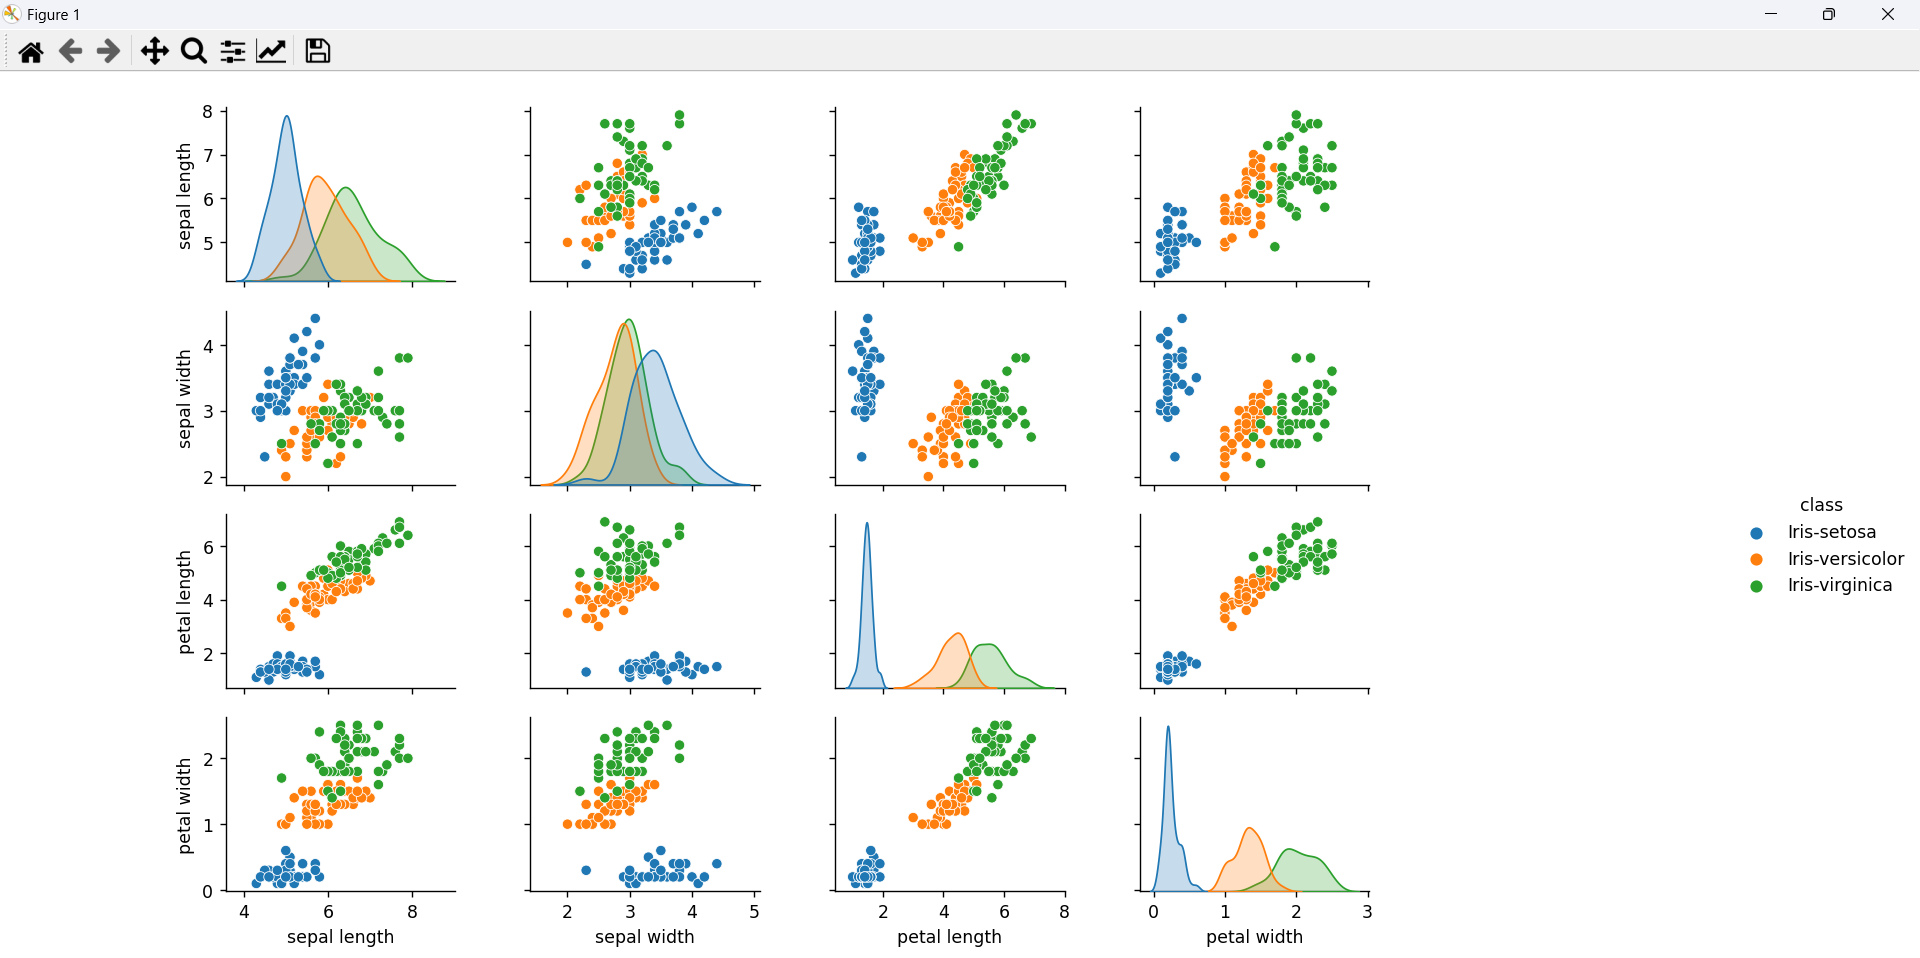 Figure 1
8
7
6
5
sepal length
4
3
2
sepal width
6
4
2
petal length
2
1
0
petal width
4 6 8
2 3 4 5
2 4 6 8
0 1 2 3
sepal length
sepal width
petal length
petal width
class
Iris-setosa
Iris-versicolor
Iris-virginica